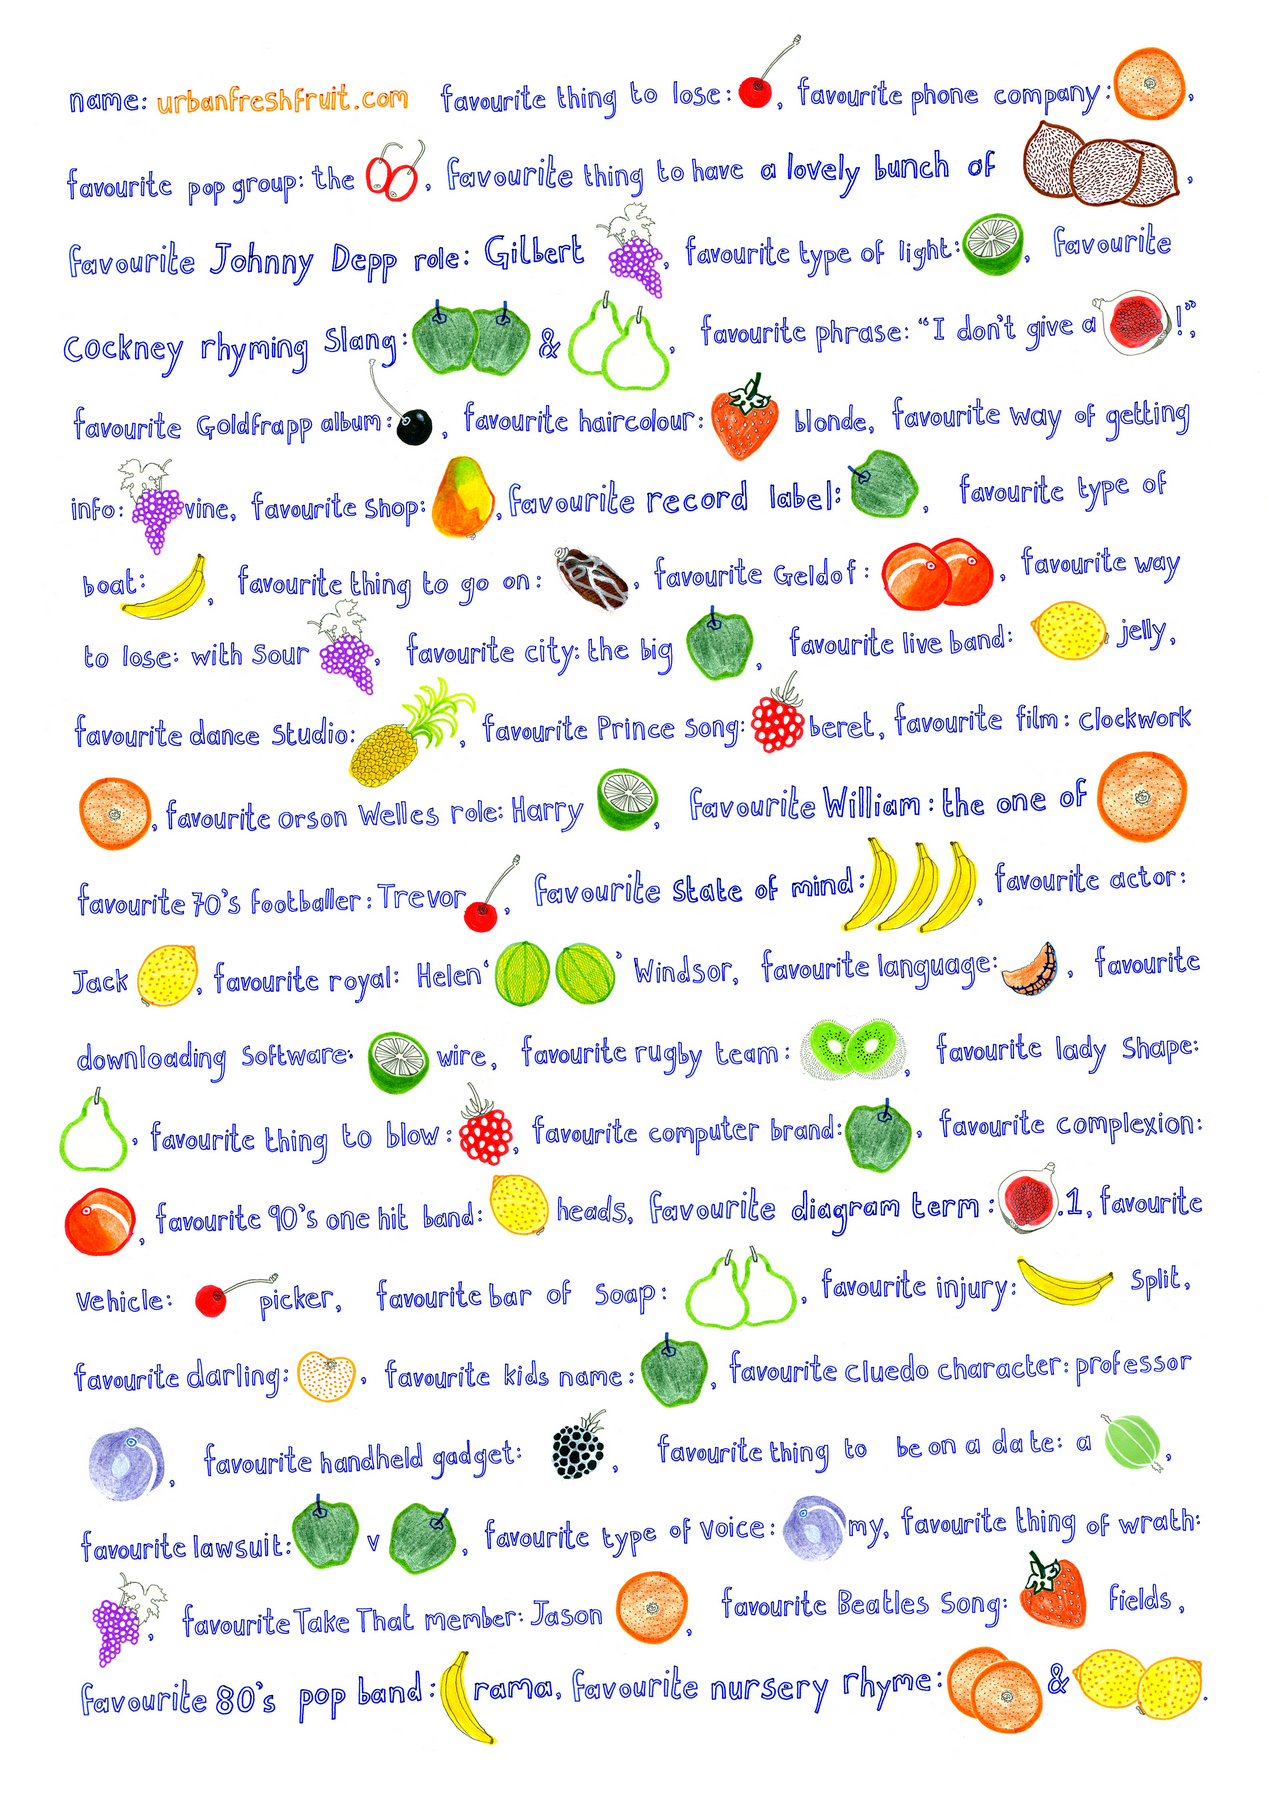 name: urbanfreshfruit.com favourite thing to lose: , favourite phone company: ,
favourite pop group: the , favourite thing to have a lovely bunch of ,
favourite Johnny Depp role: Gilbert , favourite type of light: , favourite
Cockney rhyming Slang: & , favourite phrase: "I don't give a !",
favourite Goldfrapp album: , favourite haircolour: blonde, favourite way of getting
info: vine, favourite shop: , favourite record label: , favourite type of
boat: , favourite thing to go on: , favourite Geldof: , favourite way
to lose: with Sour , favourite city: the big , favourite live band: jelly,
favourite dance Studio: , favourite Prince Song: beret, favourite film: Clockwork
, favourite orson Welles role: Harry , favourite William: the one of
favourite 70's footballer: Trevor , favourite state of mind: , favourite actor:
Jack , favourite royal: Helen ' ' Windsor, favourite language: , favourite
downloading Software: wire, favourite rugby team: , favourite lady Shape:
, favourite thing to blow: , favourite computer brand: , favourite complexion:
, favourite 90's one hit band: heads, favourite diagram term: .1, favourite
Vehicle: picker, favourite bar of Soap: , favourite injury: Split,
favourite darling: , favourite kids name: , favourite cluedo character: professor
, favourite handheld gadget: , favourite thing to be on a date: a ,
favourite lawsuit: v , favourite type of voice: my, favourite thing of wrath:
, favourite Take That member: Jason , favourite Beatles Song: fields,
favourite 80's pop band: rama, favourite nursery rhyme: & .